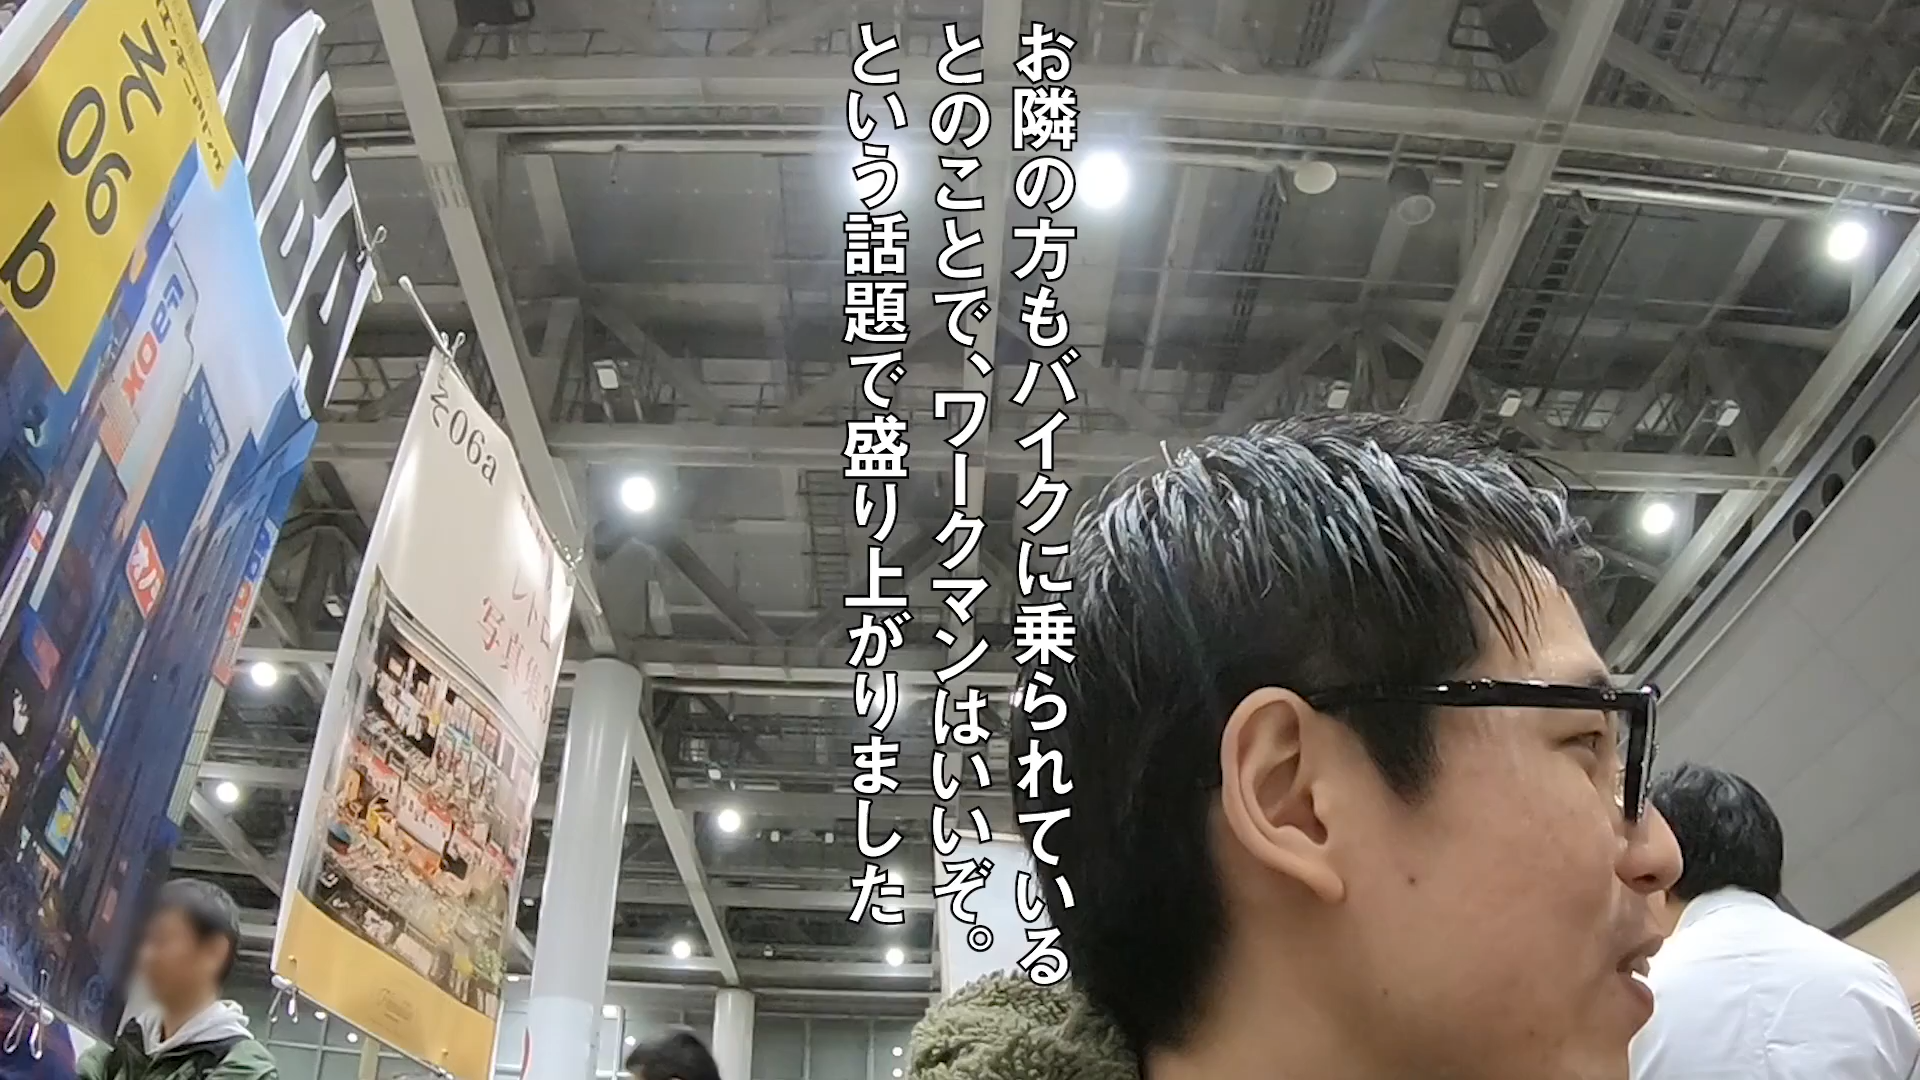 お隣の方もバイクに乗られている
とのことで、ワークマンはいいぞ。
という話題で盛り上がりました
そ06a
レトロ
写真集3
06
b